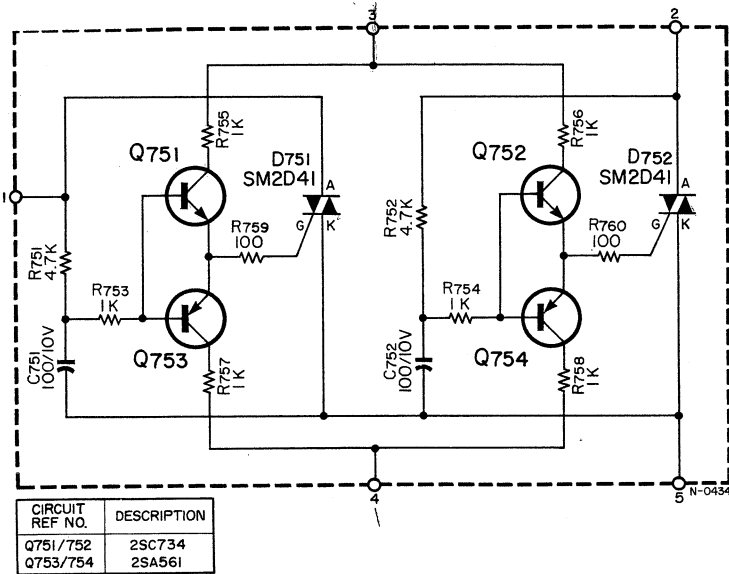 3
2
R755
1K
R756
1K
Q751
D751
SM2D41
Q752
D752
SM2D41
A
A
1
R752
4.7K
G
K
G
K
R759
100
R760
100
R751
4.7K
R753
1K
R754
1K
C751
100/10V
Q753
R757
1K
C752
100/10V
Q754
R758
1K
4
5
N-0434
CIRCUIT REF NO.
DESCRIPTION
Q751/752
2SC734
Q753/754
2SA561